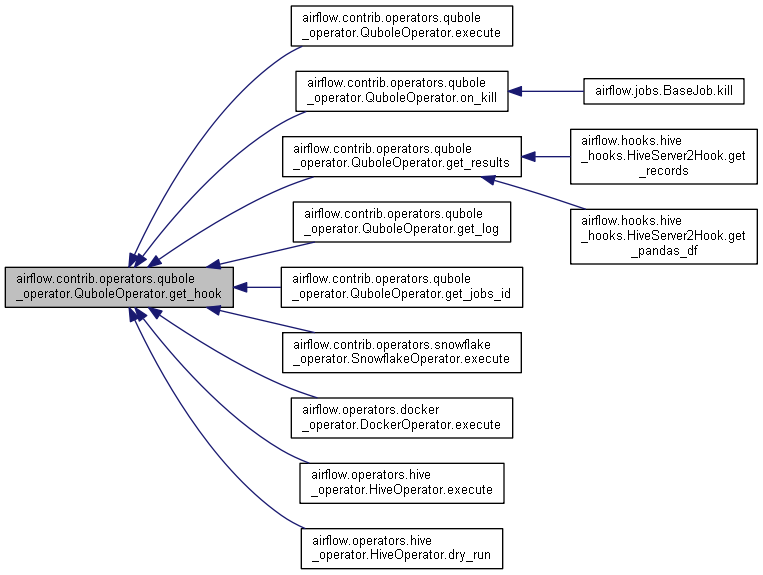 airflow.contrib.operators.qubole
_operator.QuboleOperator.execute
airflow.contrib.operators.qubole
_operator.QuboleOperator.on_kill
airflow.jobs.BaseJob.kill
airflow.contrib.operators.qubole
_operator.QuboleOperator.get_results
airflow.hooks.hive
_hooks.HiveServer2Hook.get
_records
airflow.contrib.operators.qubole
_operator.QuboleOperator.get_log
airflow.hooks.hive
_hooks.HiveServer2Hook.get
_pandas_df
airflow.contrib.operators.qubole
_operator.QuboleOperator.get_hook
airflow.contrib.operators.qubole
_operator.QuboleOperator.get_jobs_id
airflow.contrib.operators.snowflake
_operator.SnowflakeOperator.execute
airflow.operators.docker
_operator.DockerOperator.execute
airflow.operators.hive
_operator.HiveOperator.execute
airflow.operators.hive
_operator.HiveOperator.dry_run